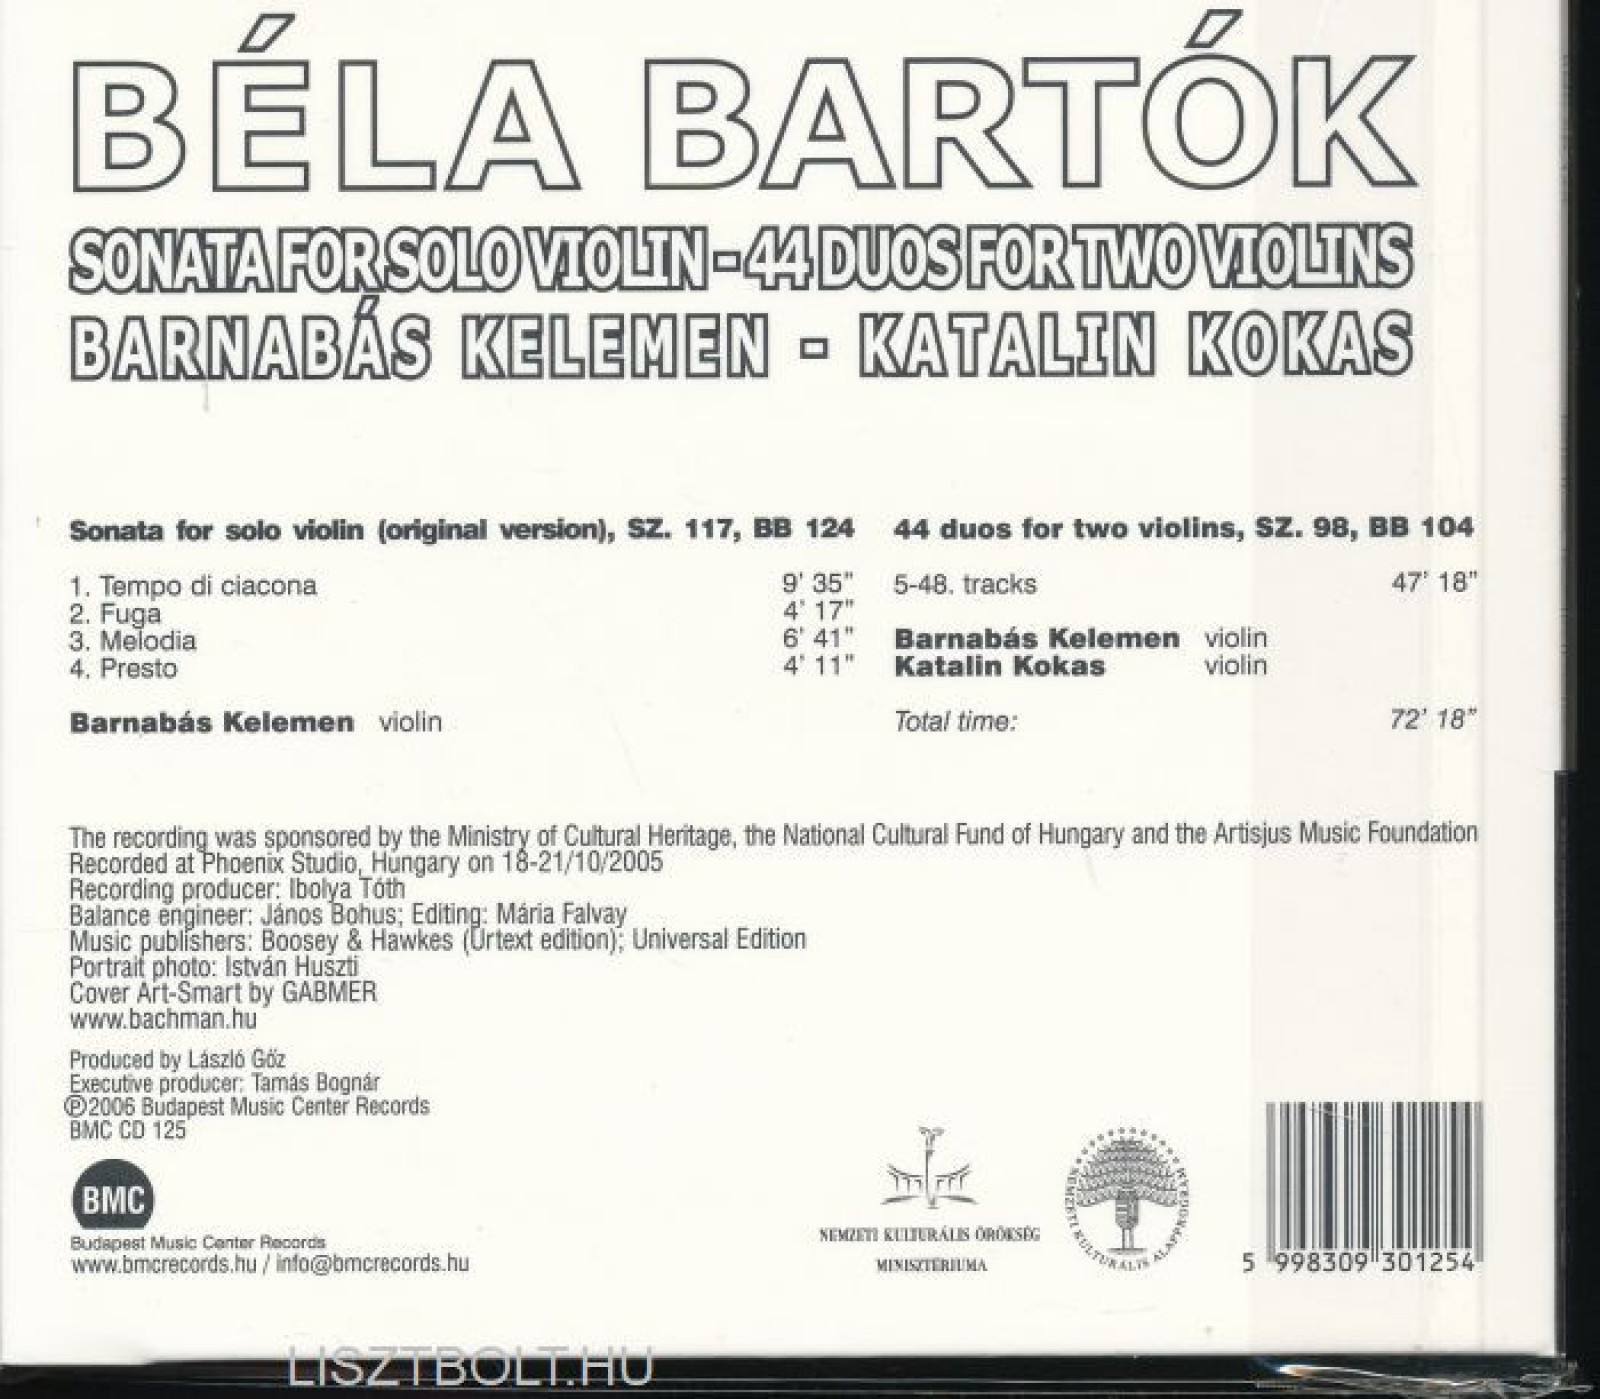 BÉLA BARTÓK
SONATA FOR SOLO VIOLIN - 44 DUOS FOR TWO VIOLINS
BARNABÁS KELEMEN - KATALIN KOKAS
Sonata for solo violin (original version), SZ. 117, BB 124
1. Tempo di ciacona 9' 35"
2. Fuga 4' 17"
3. Melodia 6' 41"
4. Presto 4' 11"
Barnabás Kelemen violin
44 duos for two violins, SZ. 98, BB 104
5-48. tracks 47' 18"
Barnabás Kelemen violin
Katalin Kokas violin
Total time: 72' 18"
The recording was sponsored by the Ministry of Cultural Heritage, the National Cultural Fund of Hungary and the Artisjus Music Foundation
Recorded at Phoenix Studio, Hungary on 18-21/10/2005
Recording producer: Ibolya Tóth
Balance engineer: János Bohus; Editing: Mária Falvay
Music publishers: Boosey & Hawkes (Urtext edition); Universal Edition
Portrait photo: István Huszti
Cover Art-Smart by GABMER
www.bachman.hu
Produced by László Gőz
Executive producer: Tamás Bognár
℗2006 Budapest Music Center Records
BMC CD 125
BMC
Budapest Music Center Records
www.bmcrecords.hu / info@bmcrecords.hu
NEMZETI KULTURÁLIS ÖRÖKSÉG
MINISZTÉRIUMA
NEMZETI KULTURÁLIS ALAPPROGRAM
5 998309 301254
LISZTBOLT.HU